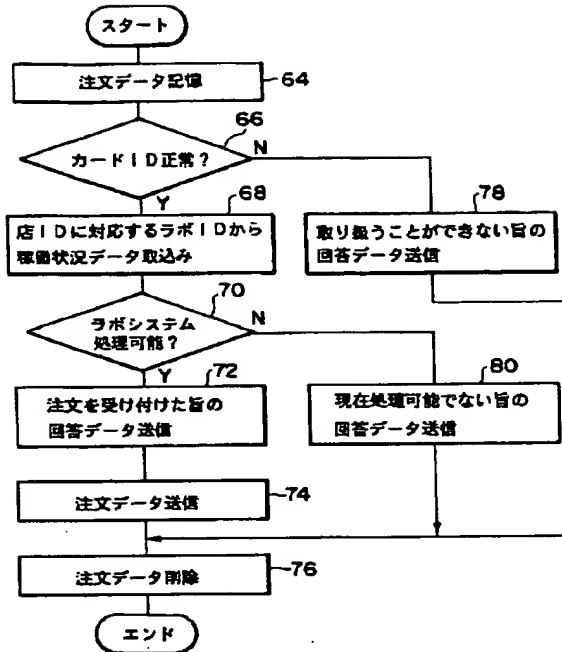 スタート
注文データ記憶
64
66
カードID正常?
N
Y
68
店IDに対応するラボIDから
稼働状況データ取込み
78
取り扱うことができない旨の
回答データ送信
70
ラボシステム
処理可能?
N
Y
72
注文を受け付けた旨の
回答データ送信
80
現在処理可能でない旨の
回答データ送信
注文データ送信
74
注文データ削除
76
エンド